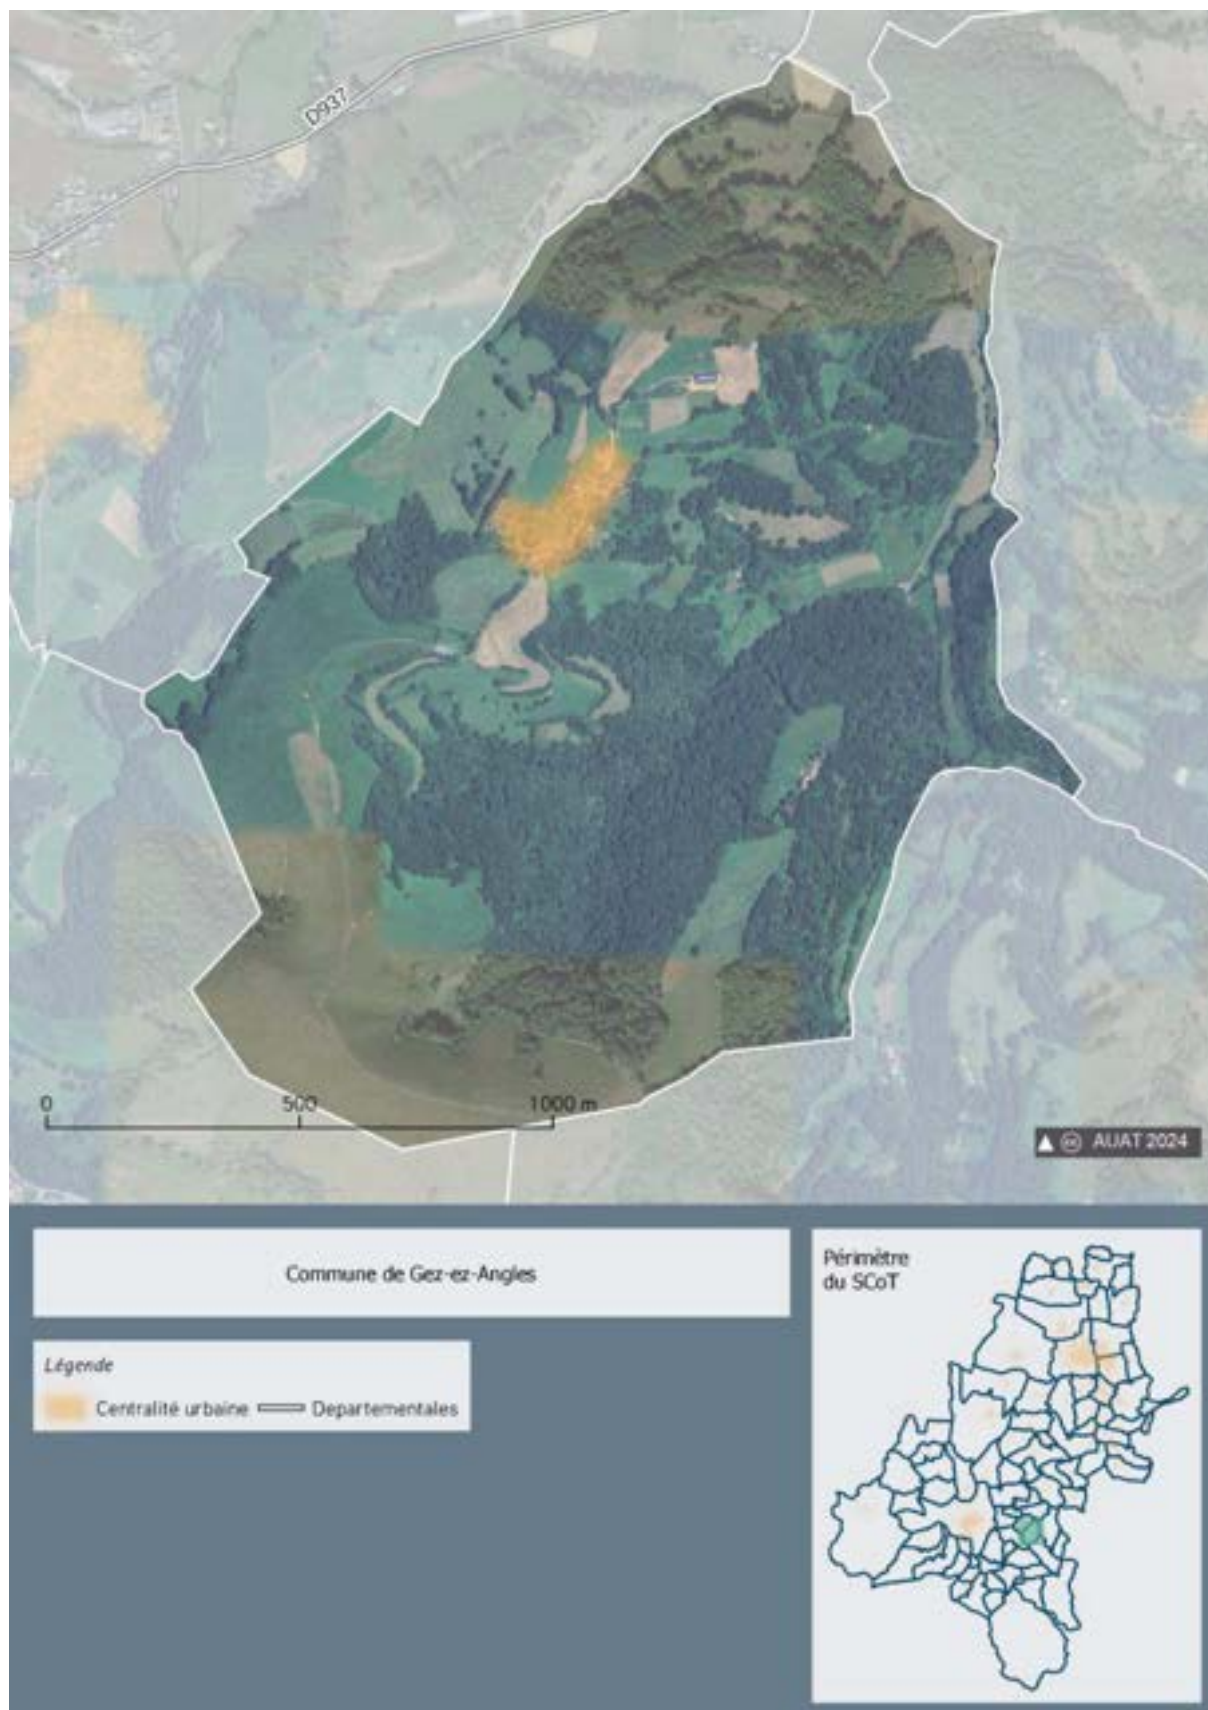 D937
0 500 1000 m
AUAT 2024
Commune de Gez-ez-Angles
Périmètre
du SCoT
Légende
Centralité urbaine
Departementales